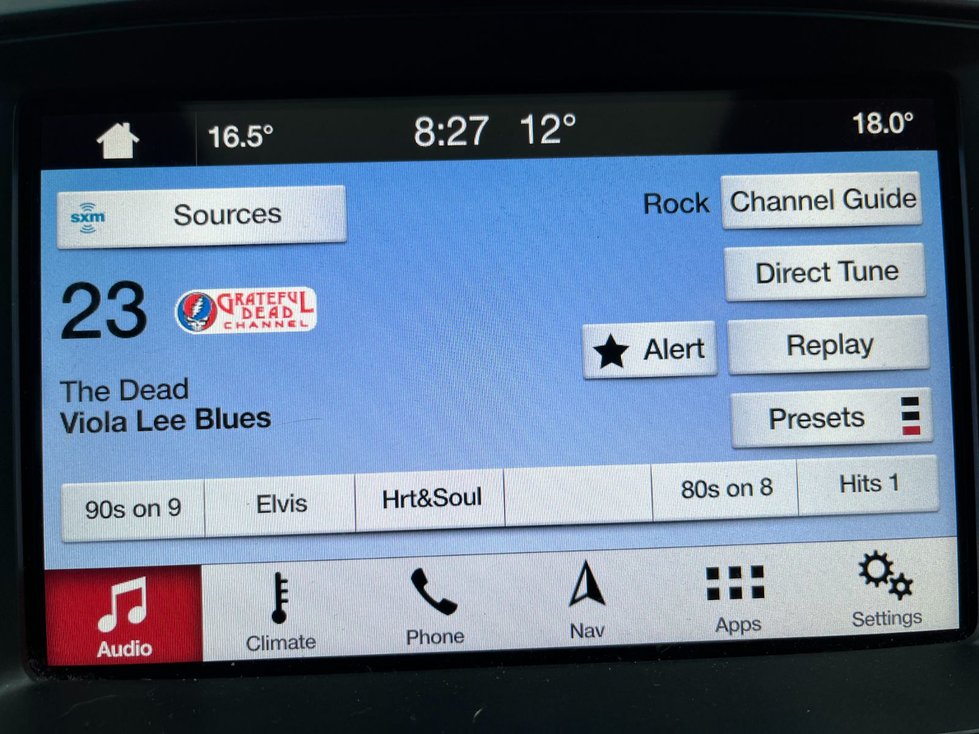 16.5° 8:27 12° 18.0°
sxm Sources Rock Channel Guide
Direct Tune
23 GRATEFUL DEAD CHANNEL
Alert Replay
The Dead
Viola Lee Blues
Presets
90s on 9 Elvis Hrt&Soul 80s on 8 Hits 1
Audio Climate Phone Nav Apps Settings